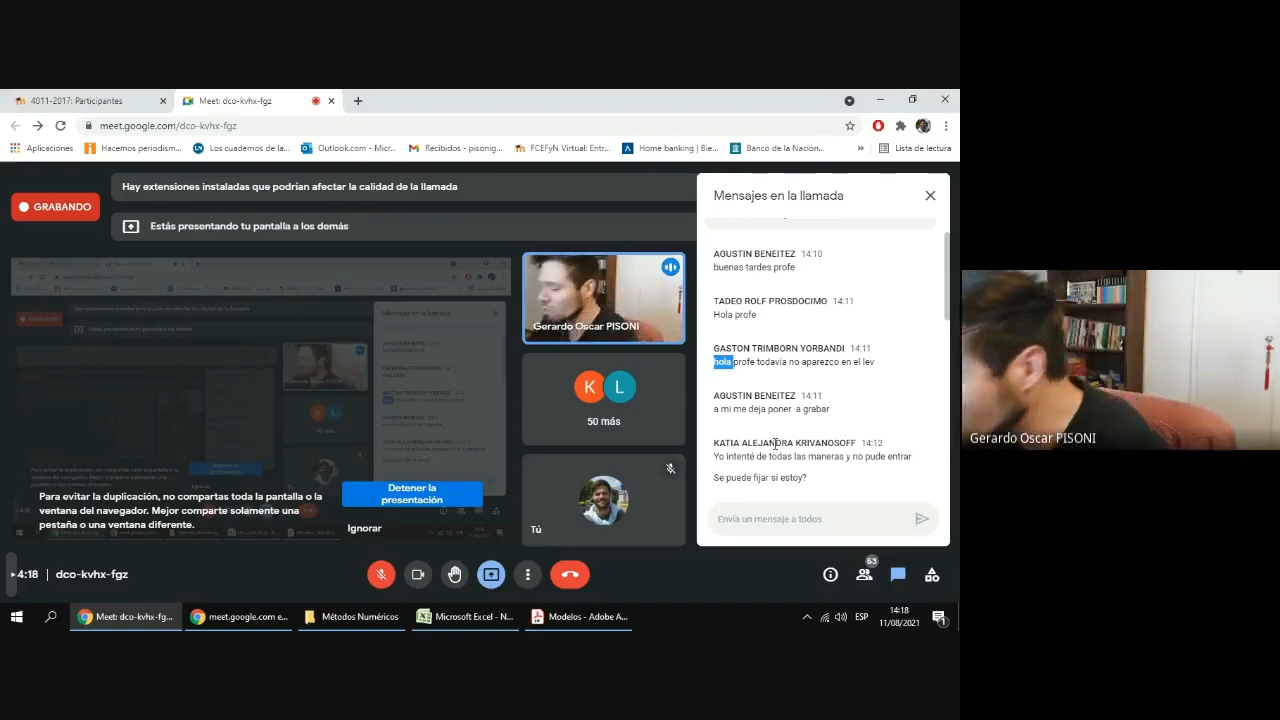 4011-2017: Participantes
Meet: dco-kvhx-fgz
meet.google.com/dco-kvhx-fgz
Aplicaciones
Hacemos periodism...
Los cuadernos de la...
Outlook.com - Micr...
Recibidos - pisonig...
FCEFyN Virtual: Entr...
Home banking | Bie...
Banco de la Nación...
»
Lista de lectura
GRABANDO
Hay extensiones instaladas que podrían afectar la calidad de la llamada
Estás presentando tu pantalla a los demás
Para evitar la duplicación, no compartas toda la pantalla o la
ventana del navegador. Mejor comparte solamente una
pestaña o una ventana diferente.
Detener la
presentación
Ignorar
Gerardo Oscar PISONI
K
L
50 más
Tú
Mensajes en la llamada
AGUSTIN BENEITEZ 14:10
buenas tardes profe
TADEO ROLF PROSDOCIMO 14:11
Hola profe
GASTON TRIMBORN YORBANDI 14:11
hola profe todavía no aparezco en el lev
AGUSTIN BENEITEZ 14:11
a mi me deja poner a grabar
KATIA ALEJANDRA KRIVANOSOFF 14:12
Yo intenté de todas las maneras y no pude entrar
Se puede fijar si estoy?
Envía un mensaje a todos
Gerardo Oscar PISONI
4:18 | dco-kvhx-fgz
63
Meet: dco-kvhx-fg...
meet.google.com e...
Métodos Numéricos
Microsoft Excel - N...
Modelos - Adobe A...
ESP
14:18
11/08/2021
1